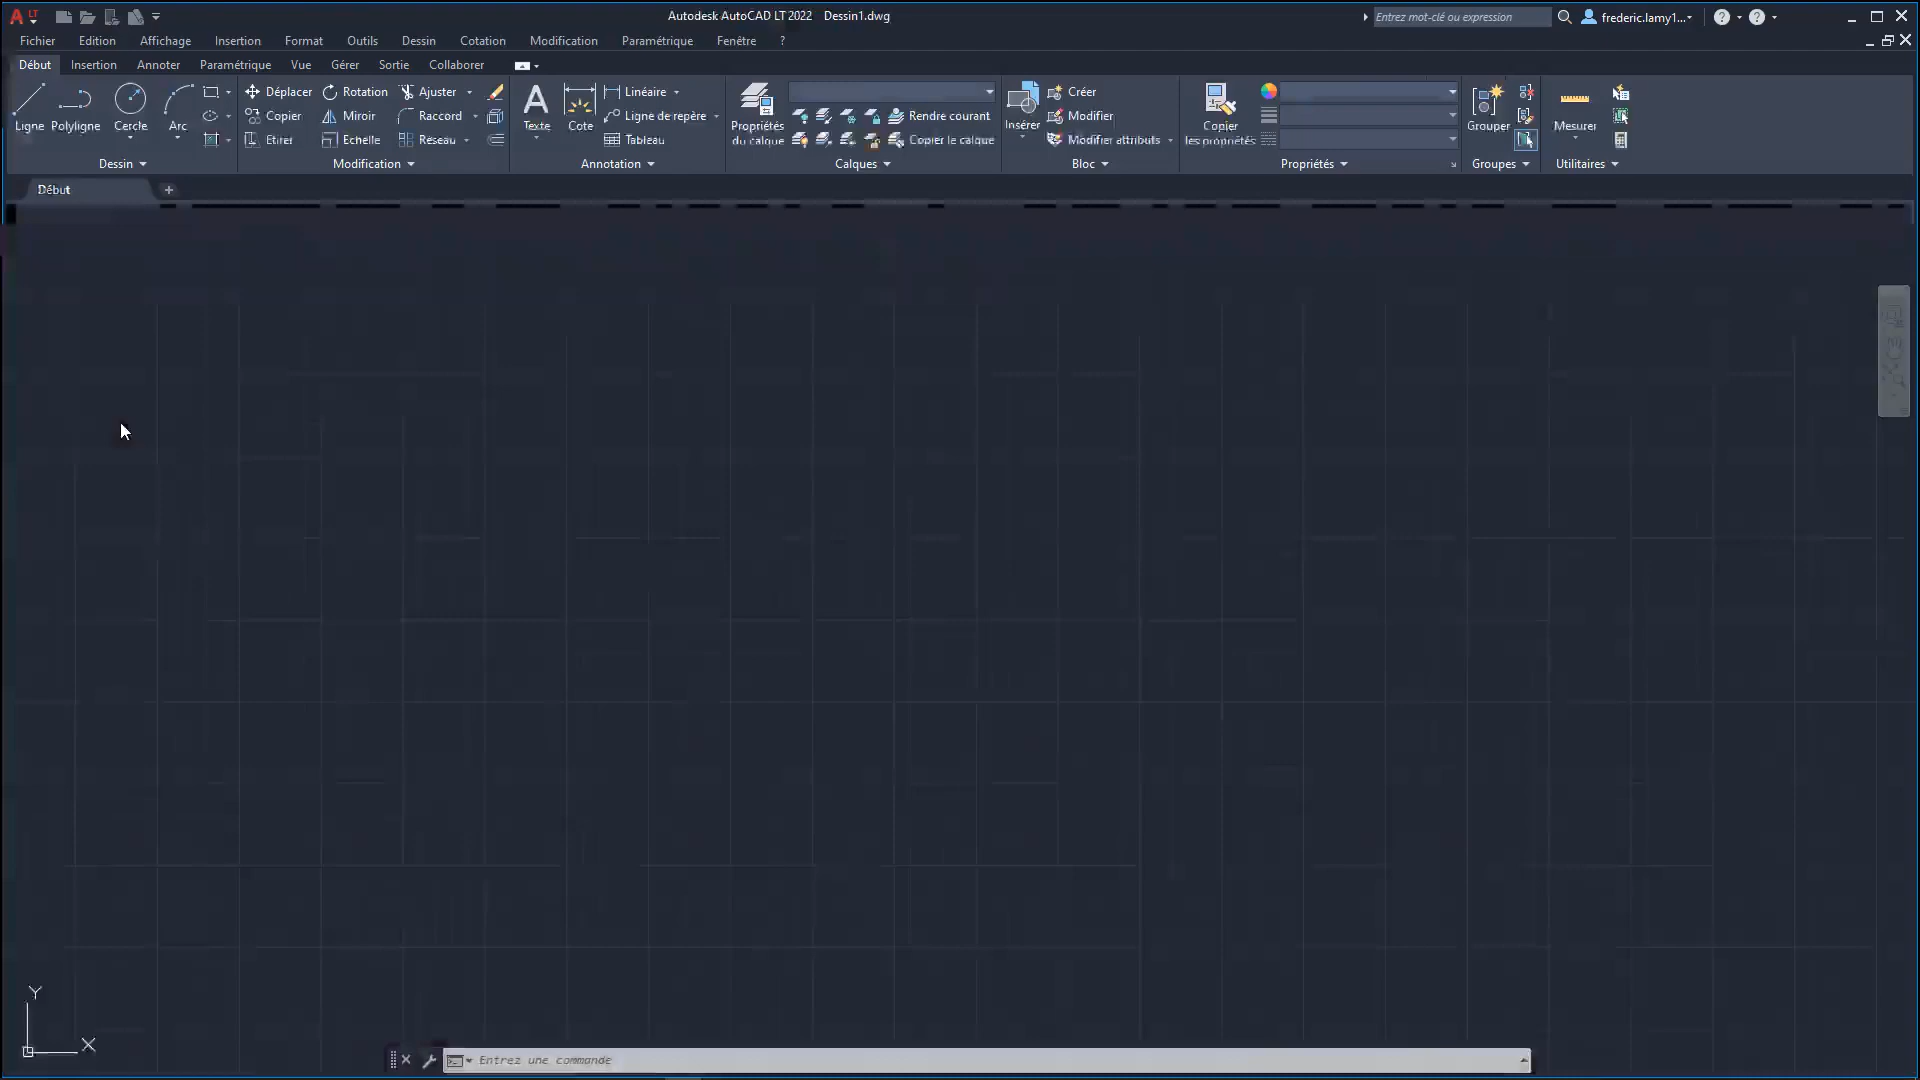 A LT Autodesk AutoCAD LT 2022 Dessin1.dwg Entrez mot-clé ou expression frederic.lamy1...
Fichier Edition Affichage Insertion Format Outils Dessin Cotation Modification Paramétrique Fenêtre ?
Début Insertion Annoter Paramétrique Vue Gérer Sortie Collaborer
Ligne Polyligne Cercle Arc
Déplacer Rotation Ajuster
Copier Miroir Raccord
Etirer Echelle Réseau
A Texte Cote
Linéaire
Ligne de repère
Tableau
Propriétés du calque
Rendre courant
Copier le calque
Insérer
Créer
Modifier
Modifier attributs
Copier les propriétés
Grouper
Mesurer
Dessin Modification Annotation Calques Bloc Propriétés Groupes Utilitaires
Début +
Y
X
Entrez une commande